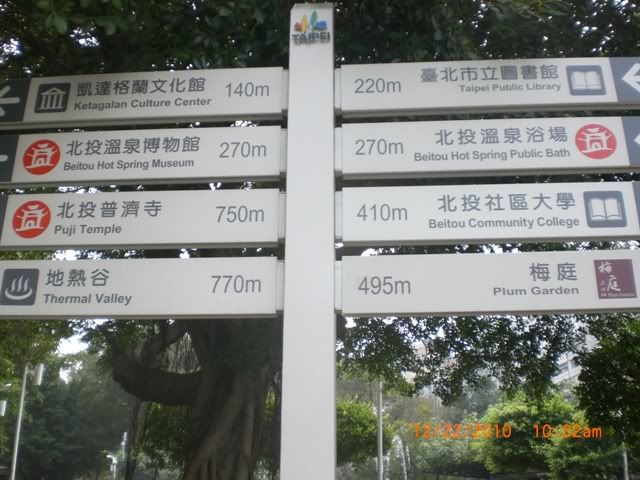 TAIPEI
凱達格蘭文化館 140m
Ketagalan Culture Center
北投溫泉博物館 270m
Beitou Hot Spring Museum
北投普濟寺 750m
Puji Temple
地熱谷 770m
Thermal Valley
220m 臺北市立圖書館
Taipei Public Library
270m 北投溫泉浴場
Beitou Hot Spring Public Bath
410m 北投社區大學
Beitou Community College
495m 梅庭
Plum Garden
梅庭
Plum Garden
12/22/2010 10:02am